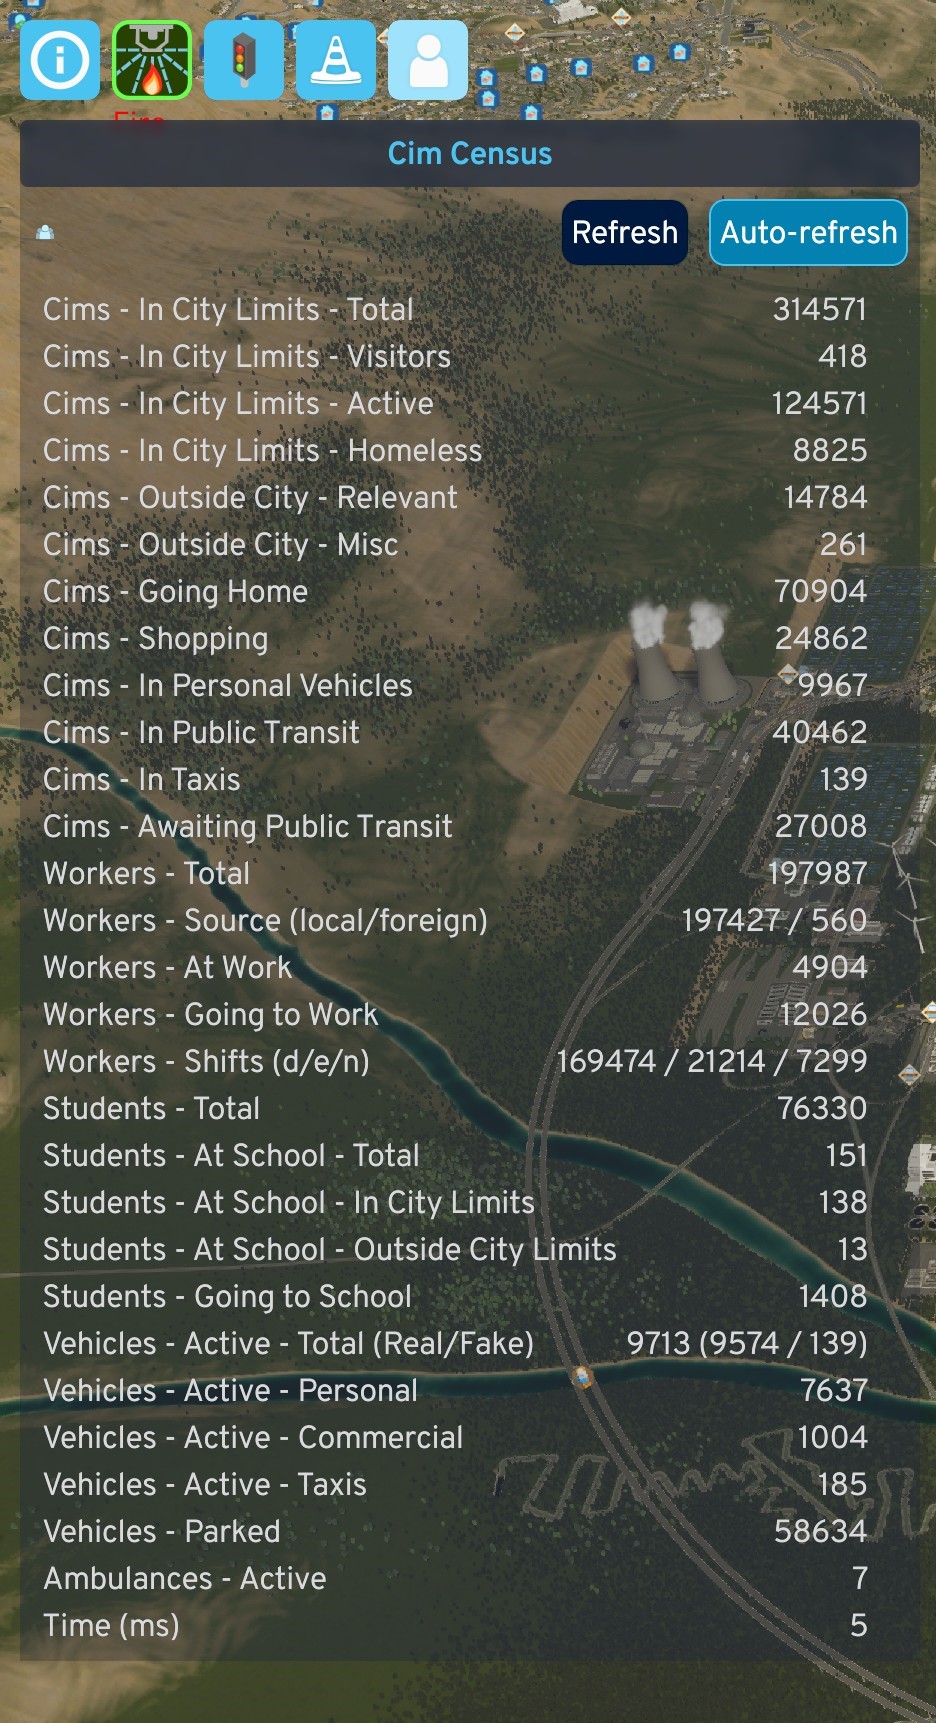 Fire
Cim Census
Refresh Auto-refresh
Cims - In City Limits - Total 314571
Cims - In City Limits - Visitors 418
Cims - In City Limits - Active 124571
Cims - In City Limits - Homeless 8825
Cims - Outside City - Relevant 14784
Cims - Outside City - Misc 261
Cims - Going Home 70904
Cims - Shopping 24862
Cims - In Personal Vehicles 9967
Cims - In Public Transit 40462
Cims - In Taxis 139
Cims - Awaiting Public Transit 27008
Workers - Total 197987
Workers - Source (local/foreign) 197427 / 560
Workers - At Work 4904
Workers - Going to Work 12026
Workers - Shifts (d/e/n) 169474 / 21214 / 7299
Students - Total 76330
Students - At School - Total 151
Students - At School - In City Limits 138
Students - At School - Outside City Limits 13
Students - Going to School 1408
Vehicles - Active - Total (Real/Fake) 9713 (9574 / 139)
Vehicles - Active - Personal 7637
Vehicles - Active - Commercial 1004
Vehicles - Active - Taxis 185
Vehicles - Parked 58634
Ambulances - Active 7
Time (ms) 5